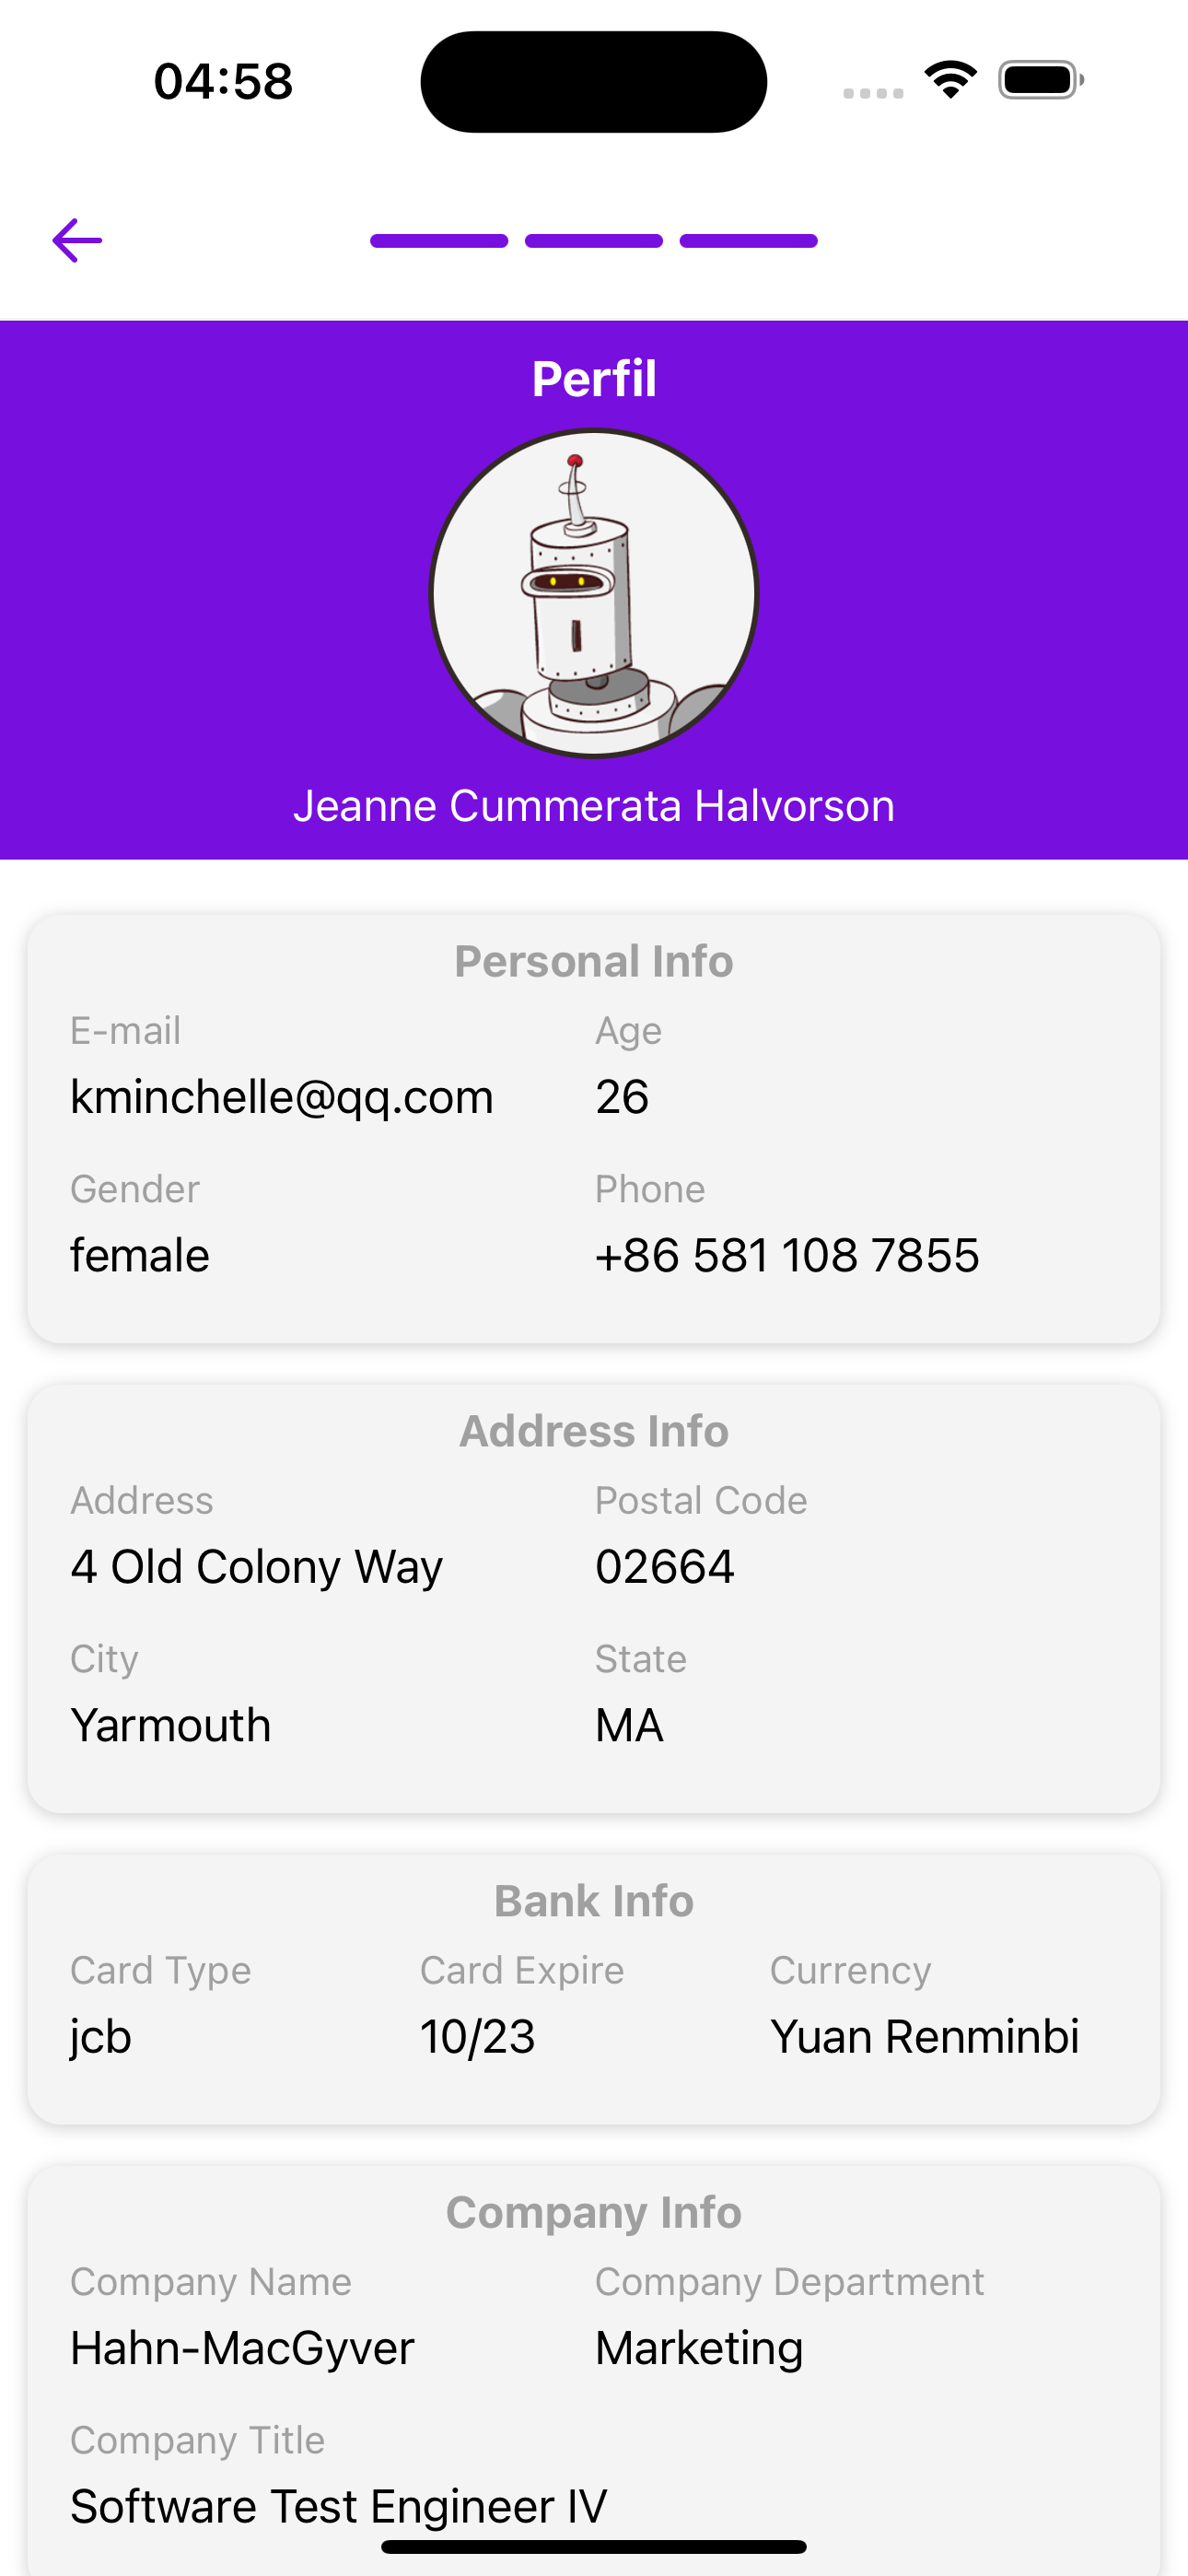 04:58
Perfil
Jeanne Cummerata Halvorson
Personal Info
E-mail Age
kminchelle@qq.com 26
Gender Phone
female +86 581 108 7855
Address Info
Address Postal Code
4 Old Colony Way 02664
City State
Yarmouth MA
Bank Info
Card Type Card Expire Currency
jcb 10/23 Yuan Renminbi
Company Info
Company Name Company Department
Hahn-MacGyver Marketing
Company Title
Software Test Engineer IV